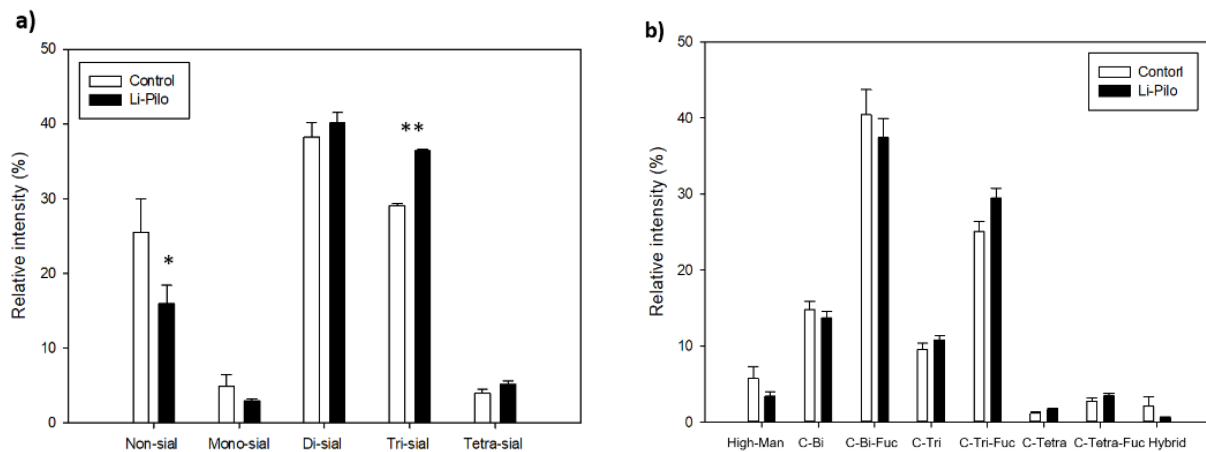 a)
50
40
30
20
10
0
Relative intensity (%)
Control
Li-Pilo
*
**
Non-sial Mono-sial Di-sial Tri-sial Tetra-sial
b)
50
40
30
20
10
0
Relative intensity (%)
Contorl
Li-Pilo
High-Man C-Bi C-Bi-Fuc C-Tri C-Tri-Fuc C-Tetra C-Tetra-Fuc Hybrid